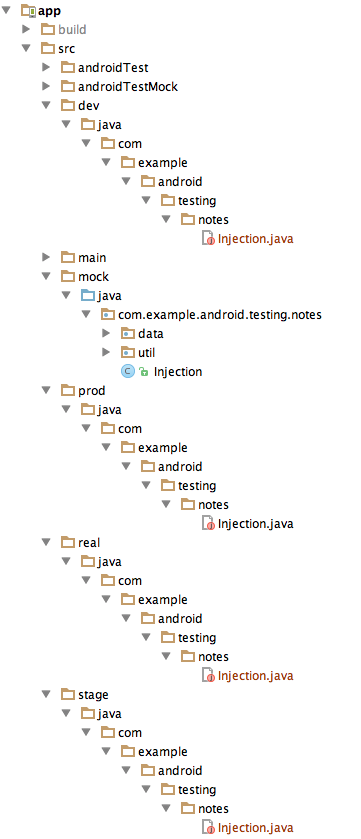 app
build
src
androidTest
androidTestMock
dev
java
com
example
android
testing
notes
Injection.java
main
mock
java
com.example.android.testing.notes
data
util
C Injection
prod
java
com
example
android
testing
notes
Injection.java
real
java
com
example
android
testing
notes
Injection.java
stage
java
com
example
android
testing
notes
Injection.java